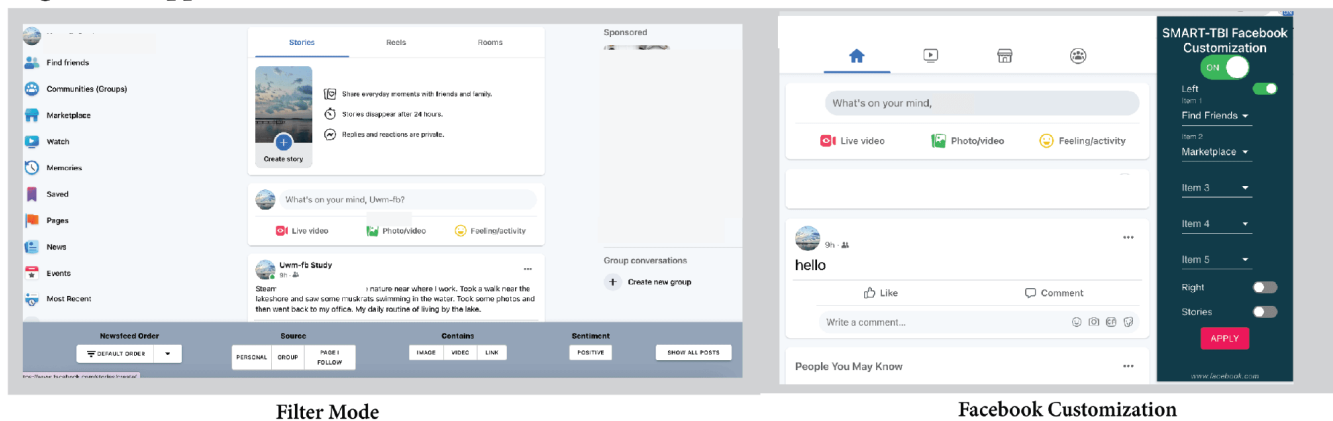 Find friends
Communities (Groups)
Marketplace
Watch
Memories
Saved
Pages
News
Events
Most Recent
Stories Reels Rooms
Share everyday moments with friends and family.
Stories disappear after 24 hours.
Replies and reactions are private.
Create story
What's on your mind, Uwm-fb?
Live video Photo/video Feeling/activity
Uwm-fb Study
9h
nature near where I work. Took a walk near the
lakeshore and saw some muskrats swimming in the water. Took some photos and
then went back to my office. My daily routine of living by the lake.
Sponsored
Group conversations
Create new group
Newsfeed Order Source Contains Sentiment
DEFAULT ORDER PERSONAL GROUP PAGE I FOLLOW IMAGE VIDEO LINK POSITIVE SHOW ALL POSTS
Filter Mode
What's on your mind,
Live video Photo/video Feeling/activity
9h
hello
Like Comment
Write a comment...
People You May Know
SMART-TBI Facebook
Customization
ON
Left
Item 1
Find Friends
Item 2
Marketplace
Item 3
Item 4
Item 5
Right
Stories
APPLY
www.facebook.com
Facebook Customization